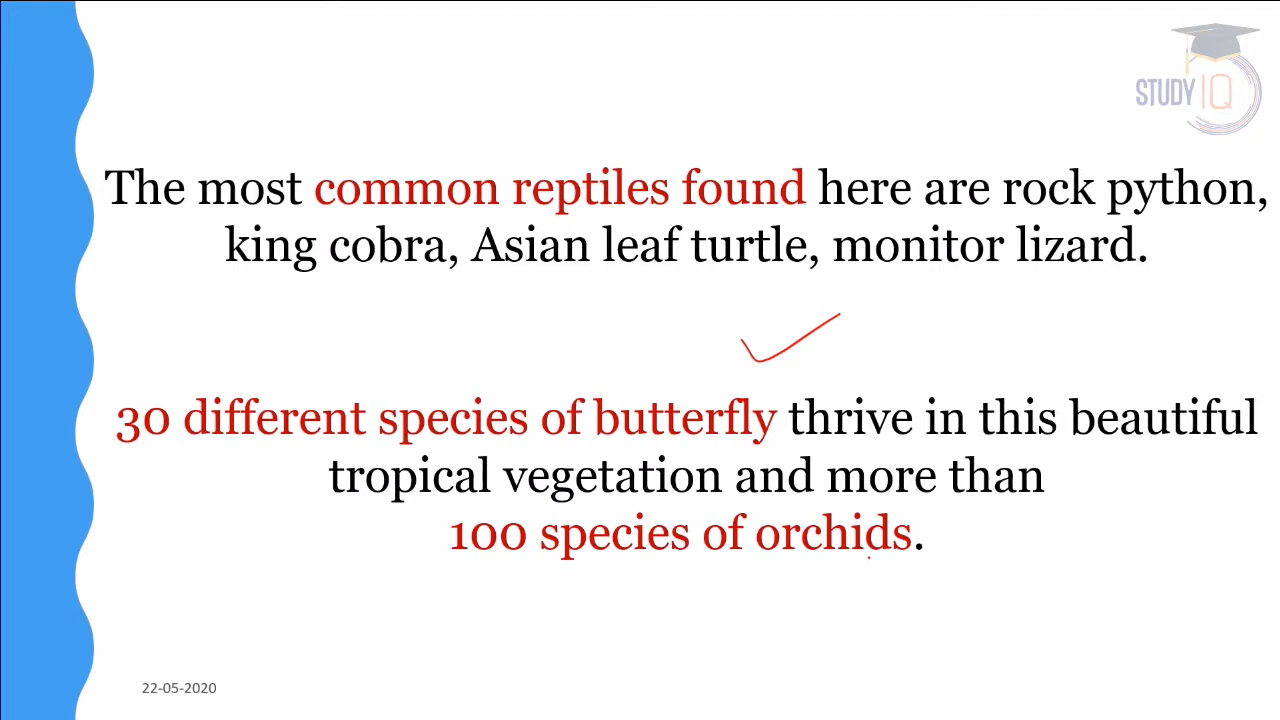 STUDY IQ
The most common reptiles found here are rock python,
king cobra, Asian leaf turtle, monitor lizard.
30 different species of butterfly thrive in this beautiful
tropical vegetation and more than
100 species of orchids.
22-05-2020